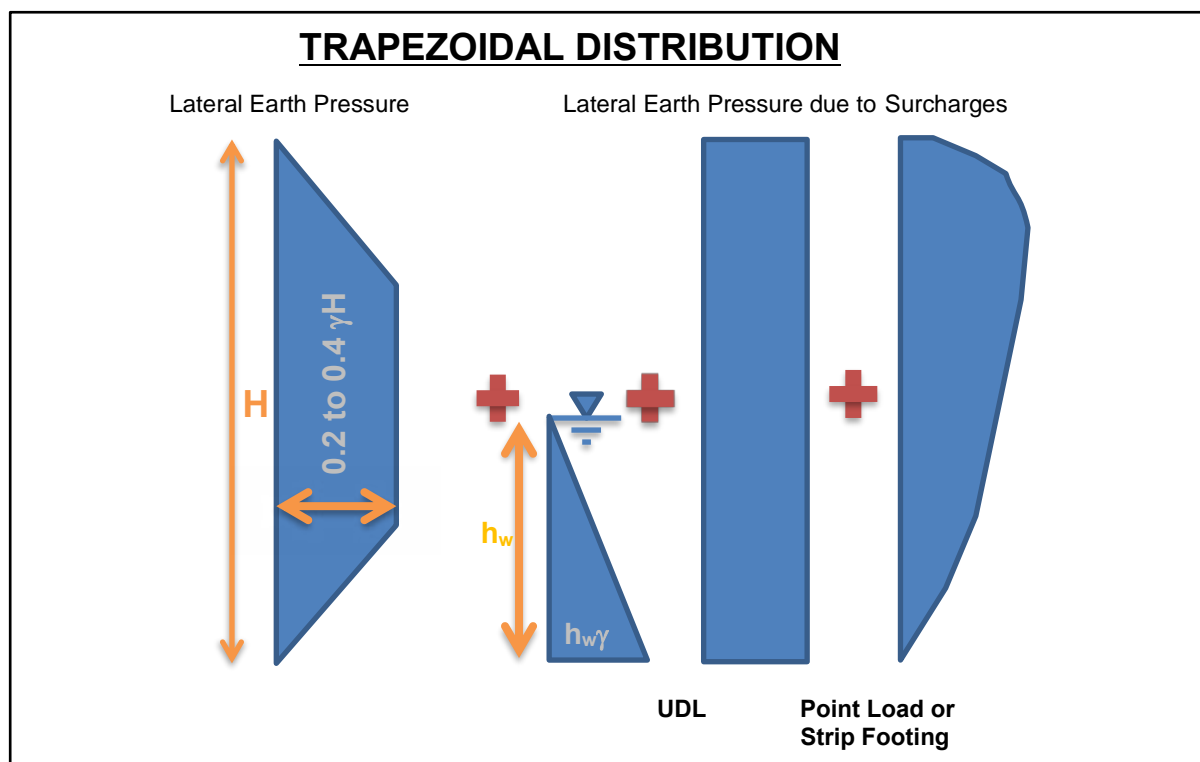 TRAPEZOIDAL DISTRIBUTION
Lateral Earth Pressure
Lateral Earth Pressure due to Surcharges
H
0.2 to 0.4 γH
hw
hwγ
UDL
Point Load or
Strip Footing